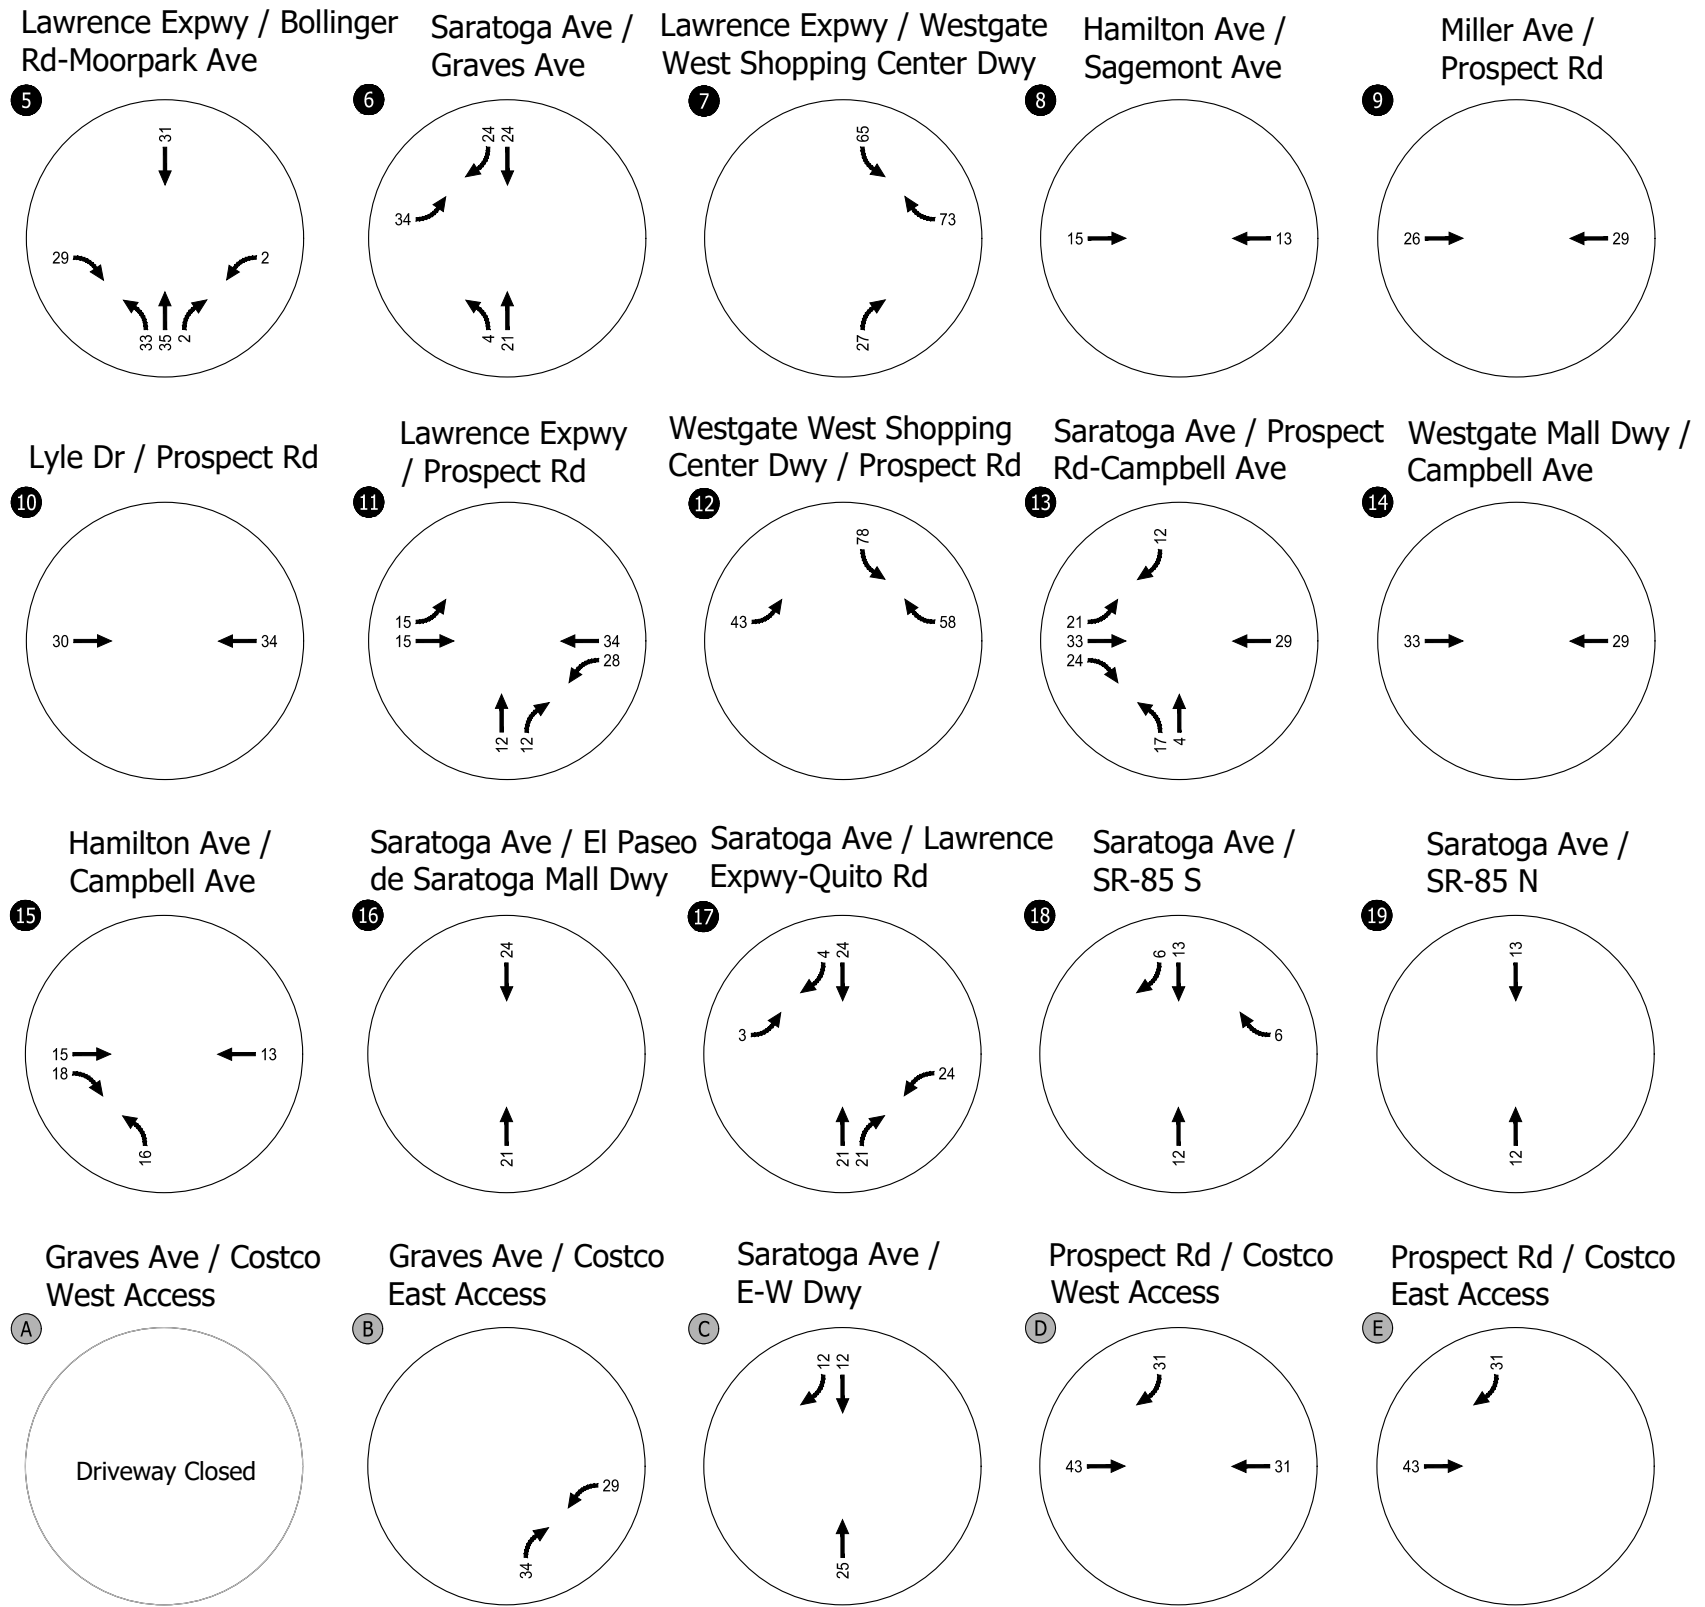 Lawrence Expwy / Bollinger
Rd-Moorpark Ave
5
31
29
2
33
35
2
Saratoga Ave /
Graves Ave
6
24
24
34
4
21
Lawrence Expwy / Westgate
West Shopping Center Dwy
7
65
73
27
Hamilton Ave /
Sagemont Ave
8
15
13
Miller Ave /
Prospect Rd
9
26
29
Lyle Dr / Prospect Rd
10
30
34
Lawrence Expwy
/ Prospect Rd
11
15
15
34
28
12
12
Westgate West Shopping
Center Dwy / Prospect Rd
12
78
43
58
Saratoga Ave / Prospect
Rd-Campbell Ave
13
12
21
33
24
29
17
4
Westgate Mall Dwy /
Campbell Ave
14
33
29
Hamilton Ave /
Campbell Ave
15
15
18
13
16
Saratoga Ave / El Paseo
de Saratoga Mall Dwy
16
24
21
Saratoga Ave / Lawrence
Expwy-Quito Rd
17
4
24
3
24
21
21
Saratoga Ave /
SR-85 S
18
6
13
6
12
Saratoga Ave /
SR-85 N
19
13
12
Graves Ave / Costco
West Access
A
Driveway Closed
Graves Ave / Costco
East Access
B
29
34
Saratoga Ave /
E-W Dwy
C
12
12
25
Prospect Rd / Costco
West Access
D
31
43
31
Prospect Rd / Costco
East Access
E
31
43